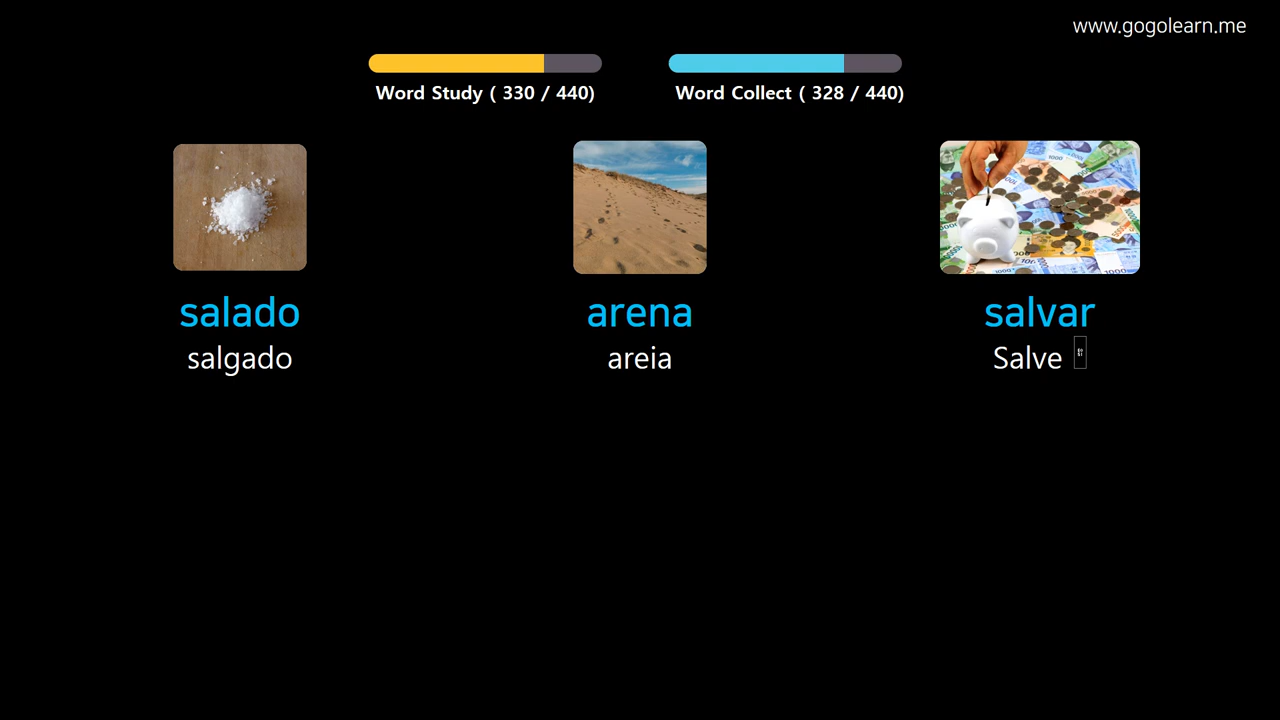 www.gogolearn.me
Word Study ( 330 / 440)
Word Collect ( 328 / 440)
salado
arena
salvar
salgado
areia
Salve